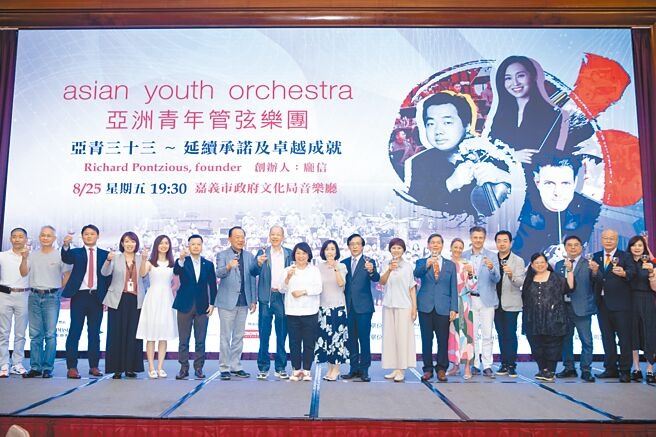 asian youth orchestra
亞洲青年管弦樂團
亞青三十三～延續承諾及卓越成就
Richard Pontzious, founder 創辦人：龐信
8/25 星期五 19:30 嘉義市政府文化局音樂廳